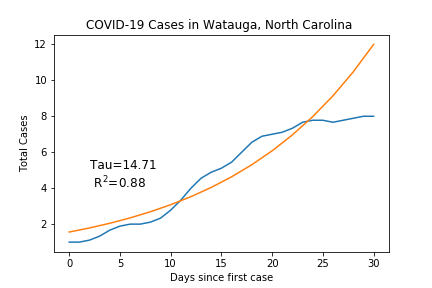 COVID-19 Cases in Watauga, North Carolina
Total Cases
12
10
8
6
4
2
Tau=14.71
R²=0.88
0
5
10
15
20
25
30
Days since first case